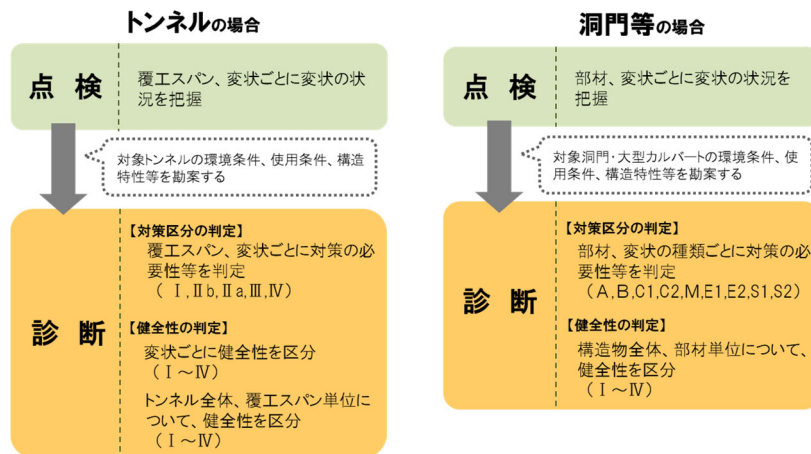 トンネルの場合
点 検
覆工スパン、変状ごとに変状の状
況を把握
対象トンネルの環境条件、使用条件、構造
特性等を勘案する
診 断
【対策区分の判定】
覆工スパン、変状ごとに対策の必
要性等を判定
(Ⅰ,Ⅱb,Ⅱa,Ⅲ,Ⅳ)
【健全性の判定】
変状ごとに健全性を区分
(Ⅰ～Ⅳ)
トンネル全体、覆工スパン単位に
ついて、健全性を区分
(Ⅰ～Ⅳ)
洞門等の場合
点 検
部材、変状ごとに変状の状況を
把握
対象洞門・大型カルバートの環境条件、使
用条件、構造特性等を勘案する
診 断
【対策区分の判定】
部材、変状の種類ごとに対策の必
要性等を判定
(A,B,C1,C2,M,E1,E2,S1,S2)
【健全性の判定】
構造物全体、部材単位について、
健全性を区分
(Ⅰ～Ⅳ)